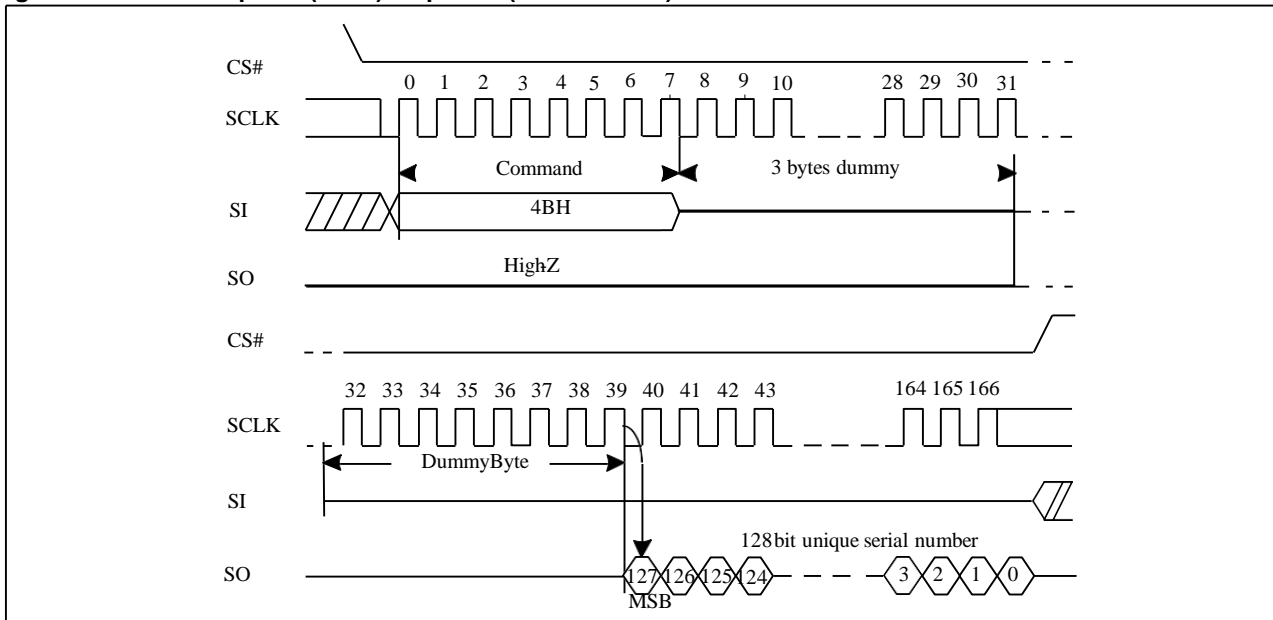 CS#
0 1 2 3 4 5 6 7 8 9 10 28 29 30 31
SCLK
Command 3 bytes dummy
SI 4BH
High-Z
SO
CS#
32 33 34 35 36 37 38 39 40 41 42 43 164 165 166
SCLK
DummyByte
SI
128bit unique serial number
SO 127 126 125 124 3 2 1 0
MSB